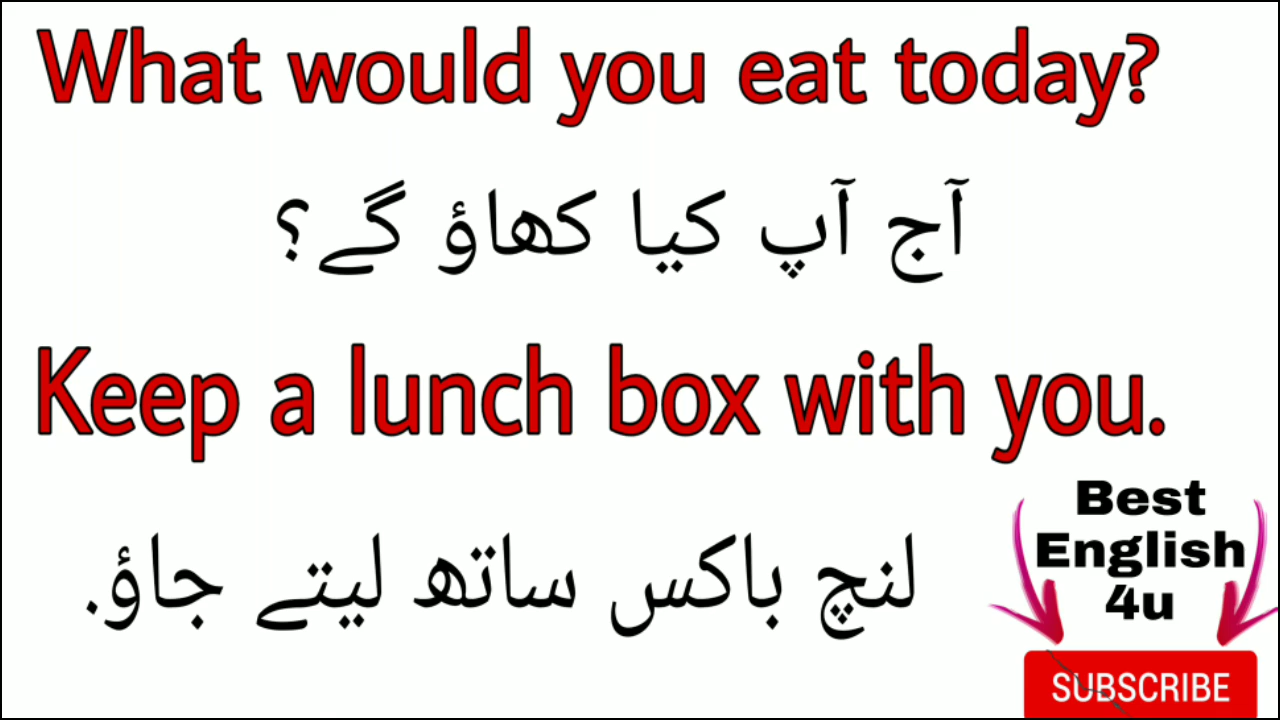 What would you eat today?
آج آپ کیا کھاؤ گے؟
Keep a lunch box with you.
لنچ باکس ساتھ لیتے جاؤ.
Best
English
4u
SUBSCRIBE